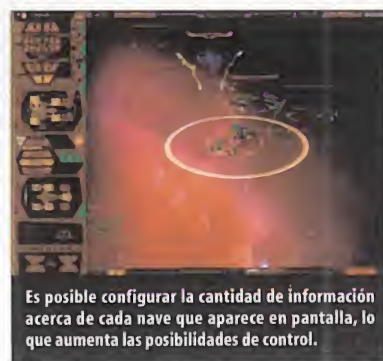 Es posible configurar la cantidad de información
acerca de cada nave que aparece en pantalla, lo
que aumenta las posibilidades de control.